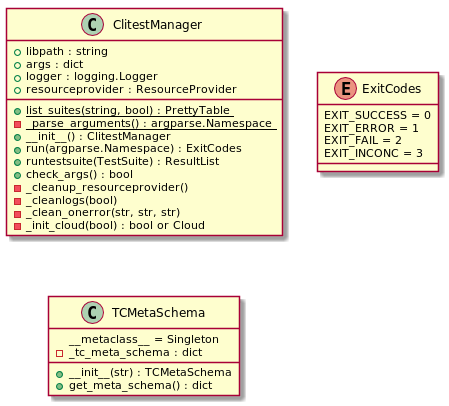 C ClitestManager
libpath : string
args : dict
logger : logging.Logger
resourceprovider : ResourceProvider
list_suites(string, bool) : PrettyTable
_parse_arguments() : argparse.Namespace
__init__() : ClitestManager
run(argparse.Namespace) : ExitCodes
runtestsuite(TestSuite) : ResultList
check_args() : bool
_cleanup_resourceprovider()
_cleanlogs(bool)
_clean_onerror(str, str, str)
_init_cloud(bool) : bool or Cloud
E ExitCodes
EXIT_SUCCESS = 0
EXIT_ERROR = 1
EXIT_FAIL = 2
EXIT_INCONC = 3
C TCMetaSchema
__metaclass__ = Singleton
_tc_meta_schema : dict
__init__(str) : TCMetaSchema
get_meta_schema() : dict